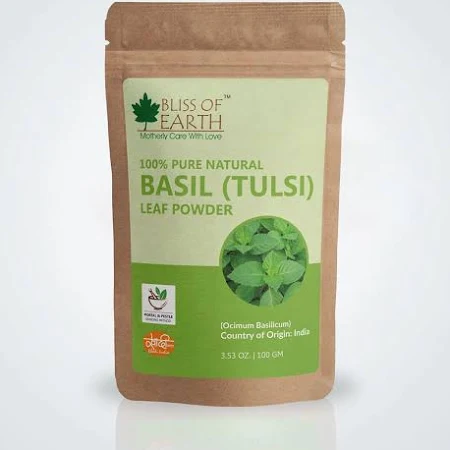 BLISS OF™
EARTH
Motherly Care With Love
100% PURE NATURAL
BASIL (TULSI)
LEAF POWDER
(Ocimum Basilicum)
Country of Origin: India
3.53 OZ. | 100 GM